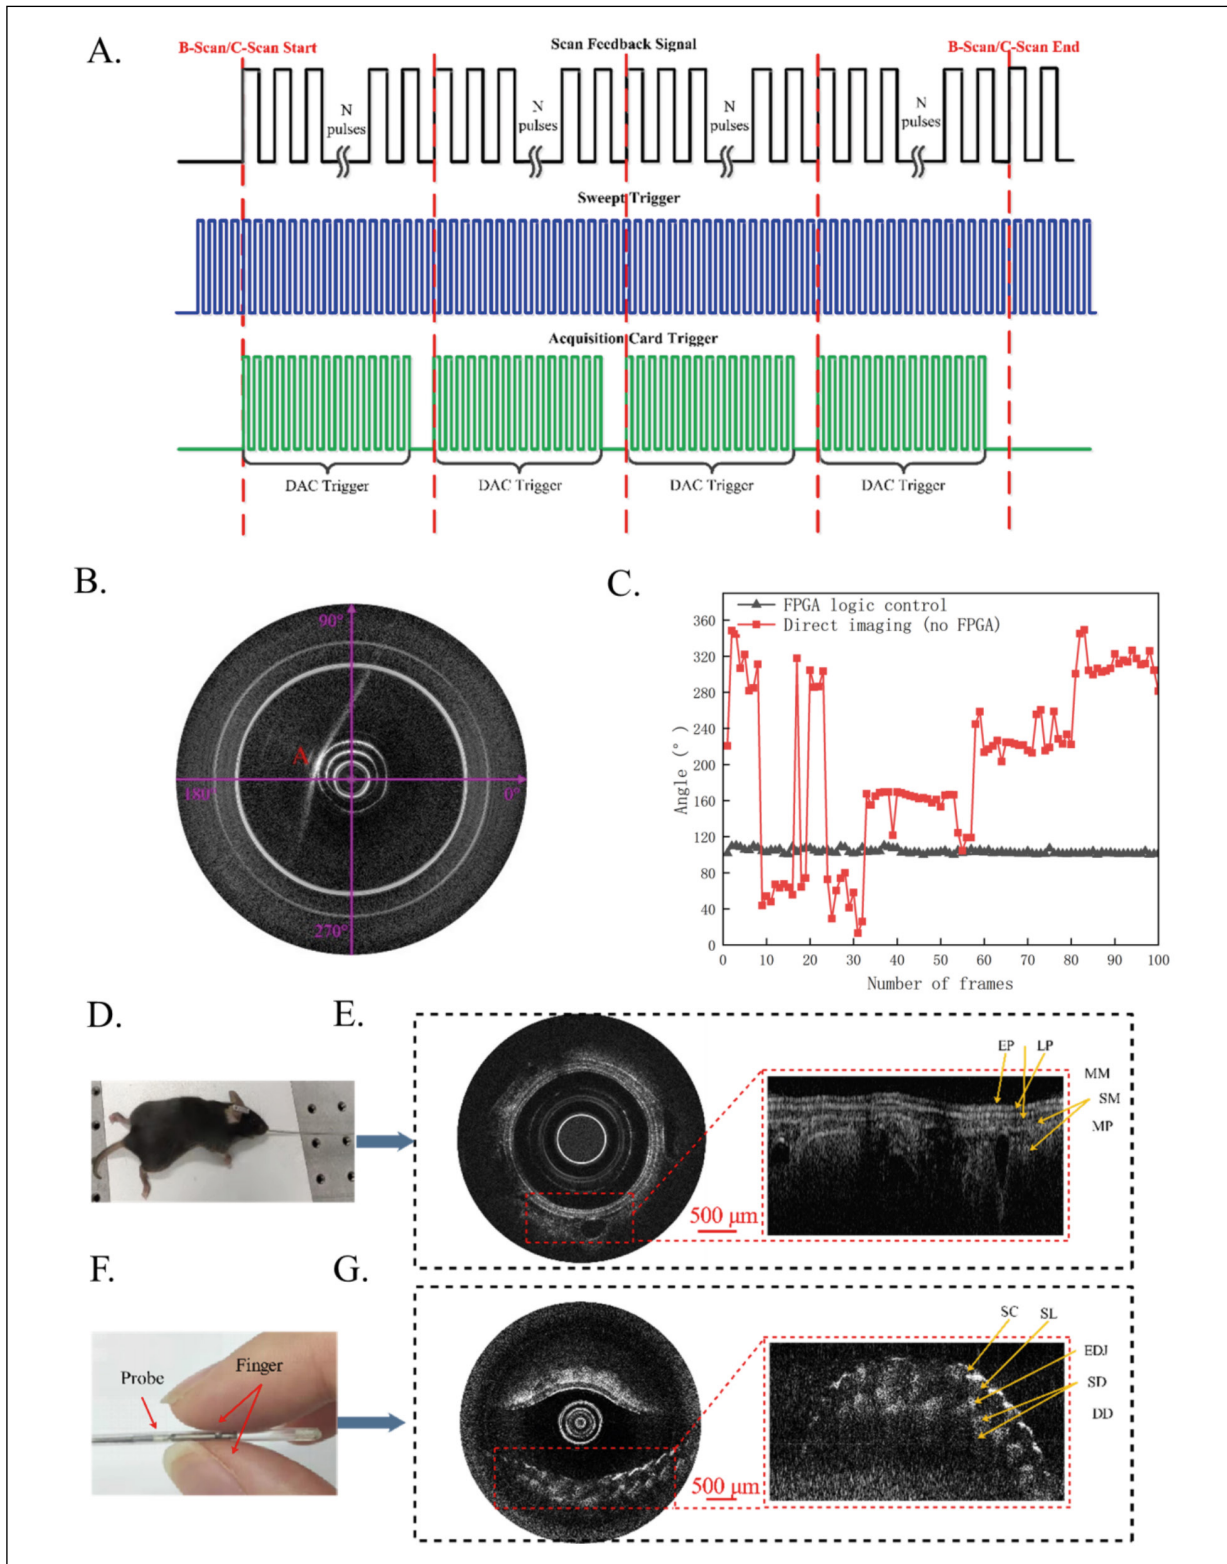 A.
B-Scan/C-Scan Start
Scan Feedback Signal
B-Scan/C-Scan End
N
pulses
N
pulses
N
pulses
N
pulses
Sweept Trigger
Acquisition Card Trigger
DAC Trigger
DAC Trigger
DAC Trigger
DAC Trigger
B.
90°
A
180°
0°
270°
C.
FPGA logic control
Direct imaging (no FPGA)
360
320
280
240
200
160
120
80
40
0
Angle (°)
0 10 20 30 40 50 60 70 80 90 100
Number of frames
D.
E.
EP LP
MM
SM
MP
500 μm
F.
Probe
Finger
G.
SC SL
EDJ
SD
DD
500 μm